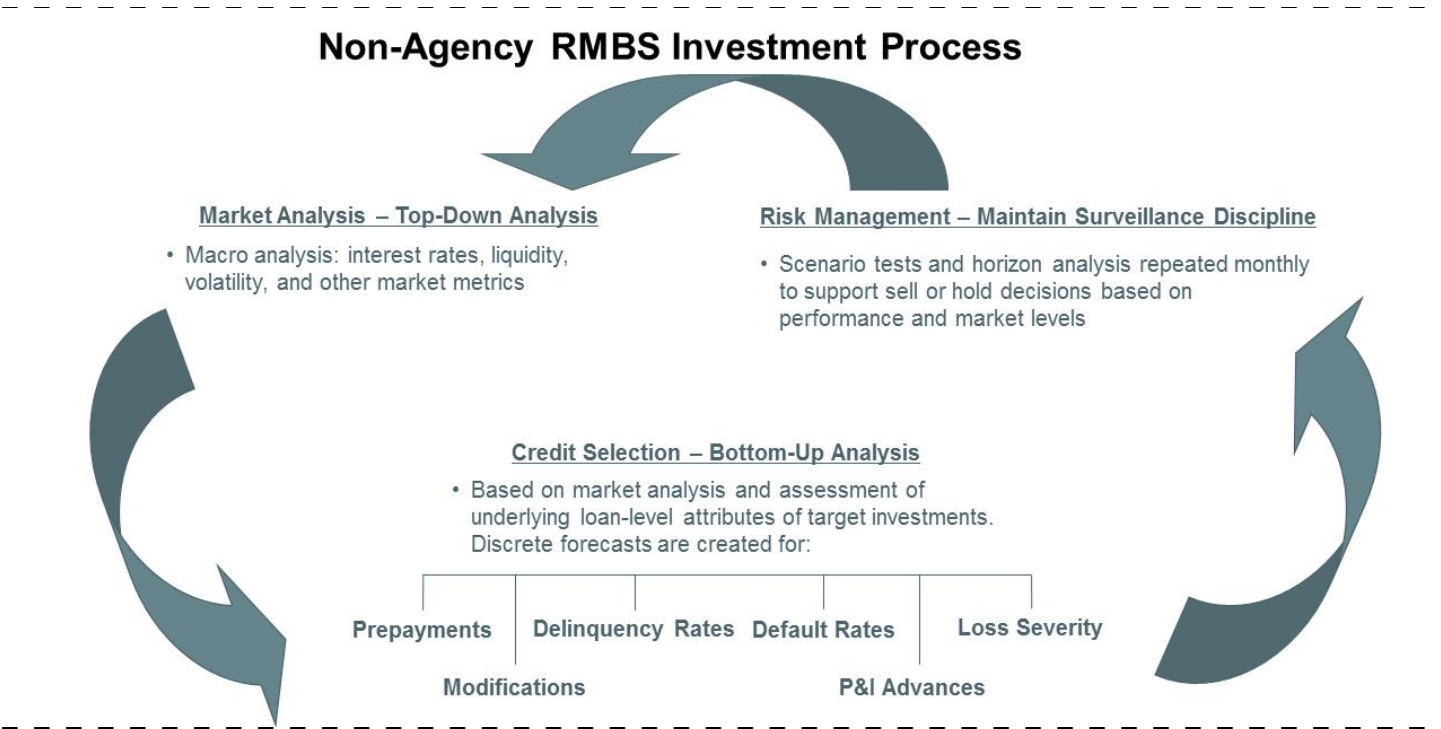 Non-Agency RMBS Investment Process
Market Analysis – Top-Down Analysis
• Macro analysis: interest rates, liquidity,
volatility, and other market metrics
Risk Management – Maintain Surveillance Discipline
• Scenario tests and horizon analysis repeated monthly
to support sell or hold decisions based on
performance and market levels
Credit Selection – Bottom-Up Analysis
• Based on market analysis and assessment of
underlying loan-level attributes of target investments.
Discrete forecasts are created for:
Prepayments
Delinquency Rates
Default Rates
Loss Severity
Modifications
P&I Advances